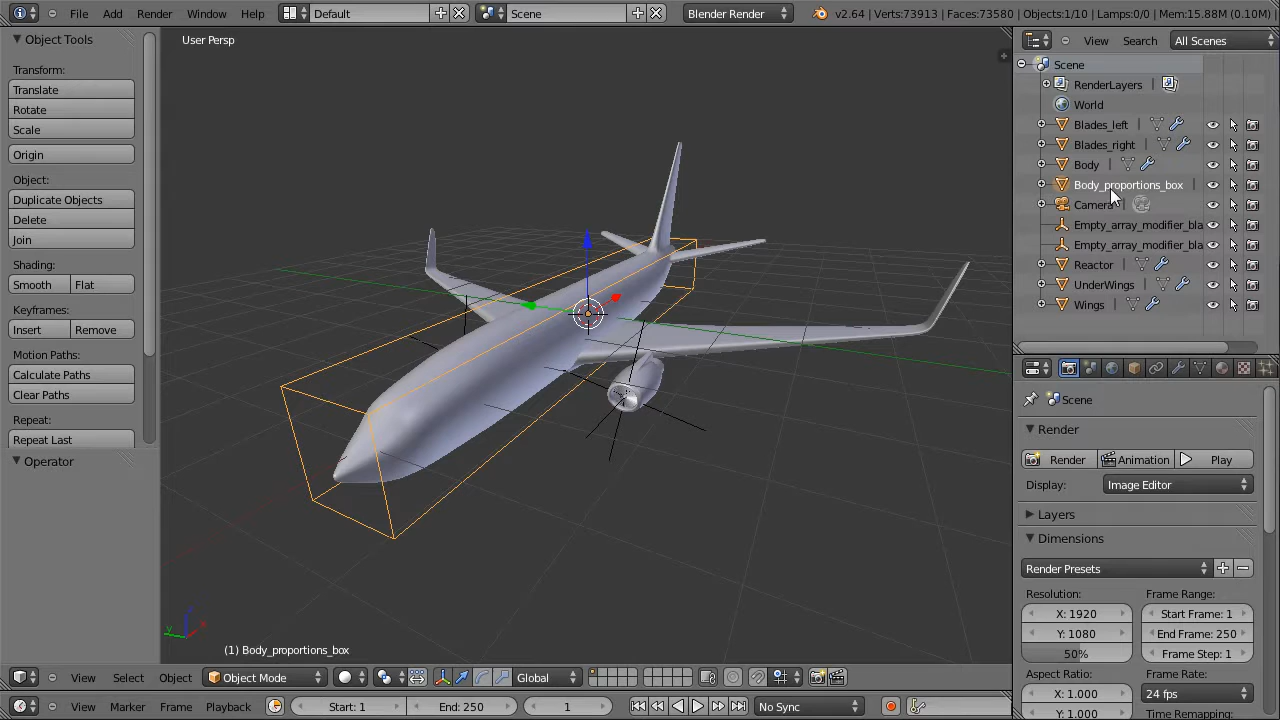 File Add Render Window Help Default Scene Blender Render v2.64 | Verts:73913 | Faces:73580 | Objects:1/10 | Lamps:0/0 | Mem:15.88M (0.10M)
Object Tools
Transform:
Translate
Rotate
Scale
Origin
Object:
Duplicate Objects
Delete
Join
Shading:
Smooth Flat
Keyframes:
Insert Remove
Motion Paths:
Calculate Paths
Clear Paths
Repeat:
Repeat Last
Operator
User Persp
(1) Body_proportions_box
View Select Object Object Mode Global
View Marker Frame Playback Start: 1 End: 250 1 No Sync
View Search All Scenes
Scene
RenderLayers
World
Blades_left
Blades_right
Body
Body_proportions_box
Camera
Empty_array_modifier_bla
Empty_array_modifier_bla
Reactor
UnderWings
Wings
Scene
Render
Render Animation Play
Display: Image Editor
Layers
Dimensions
Render Presets
Resolution: Frame Range:
X: 1920 Start Frame: 1
Y: 1080 End Frame: 250
50% Frame Step: 1
Aspect Ratio: Frame Rate:
X: 1.000 24 fps
Y: 1.000 Time Remapping:
z
y x